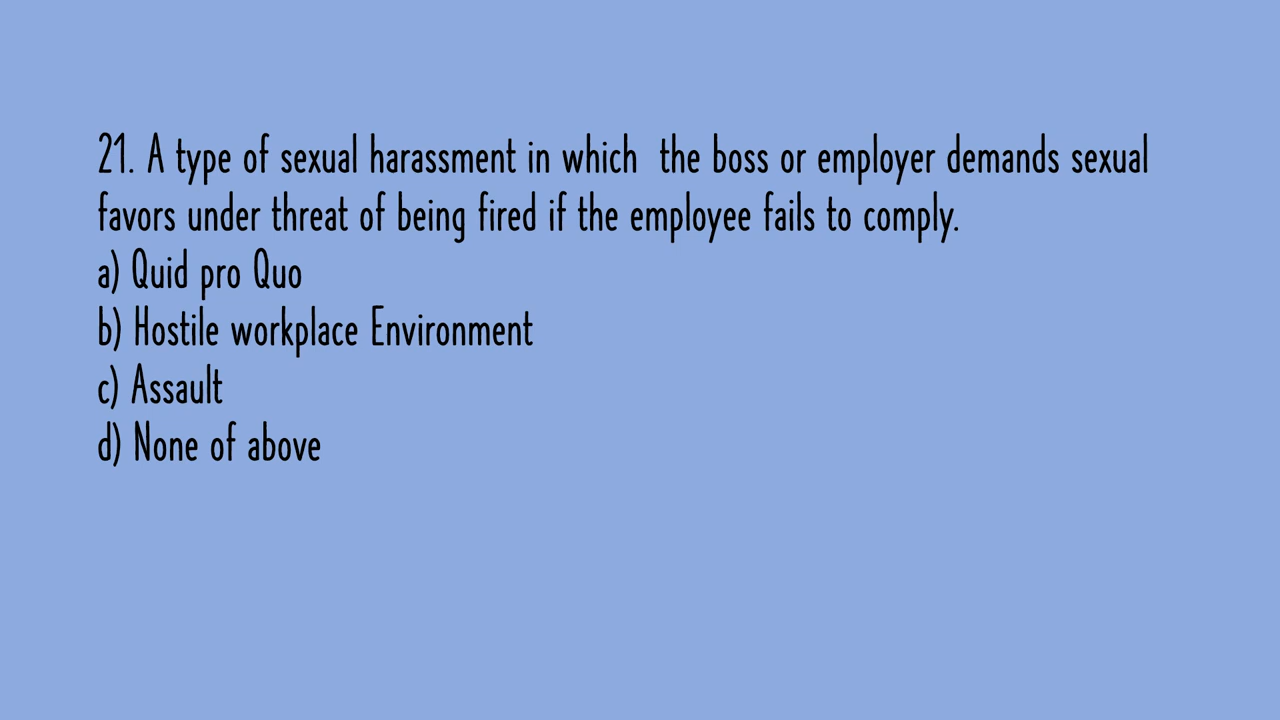 21. A type of sexual harassment in which  the boss or employer demands sexual
favors under threat of being fired if the employee fails to comply.
a) Quid pro Quo
b) Hostile workplace Environment
c) Assault
d) None of above